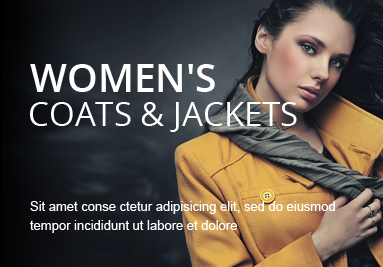 WOMEN'S
COATS & JACKETS
Sit amet conse ctetur adipisicing elit, sed do eiusmod
tempor incididunt ut labore et dolore